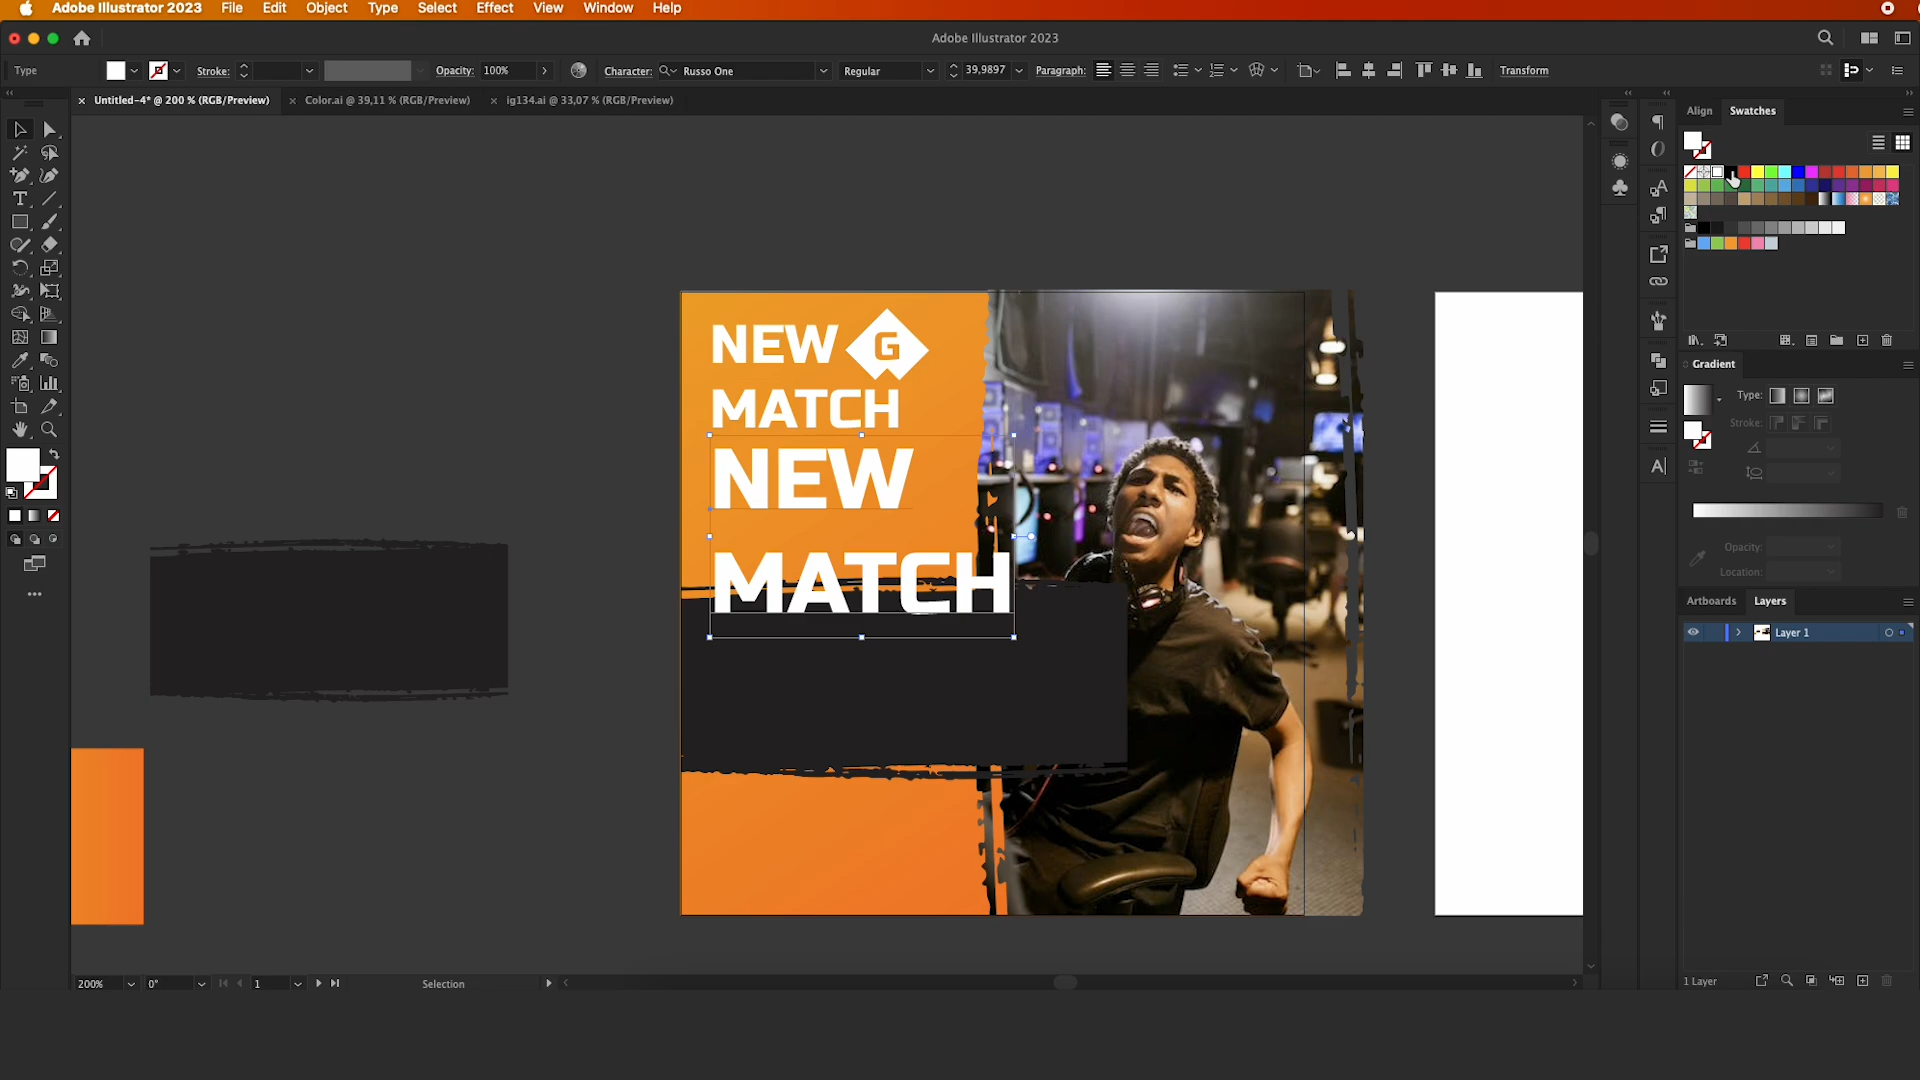 Adobe Illustrator 2023 File Edit Object Type Select Effect View Window Help
Adobe Illustrator 2023
Type Stroke: Opacity: 100% Character: Russo One Regular 39,9897 Paragraph: Transform
× Untitled-4* @ 200 % (RGB/Preview) × Color.ai @ 39,11 % (RGB/Preview) × ig134.ai @ 33,07 % (RGB/Preview)
Align Swatches
NEW G
MATCH
NEW
MATCH
Gradient
Type:
Stroke:
Opacity:
Location:
Artboards Layers
Layer 1
200% 0° 1 Selection
1 Layer